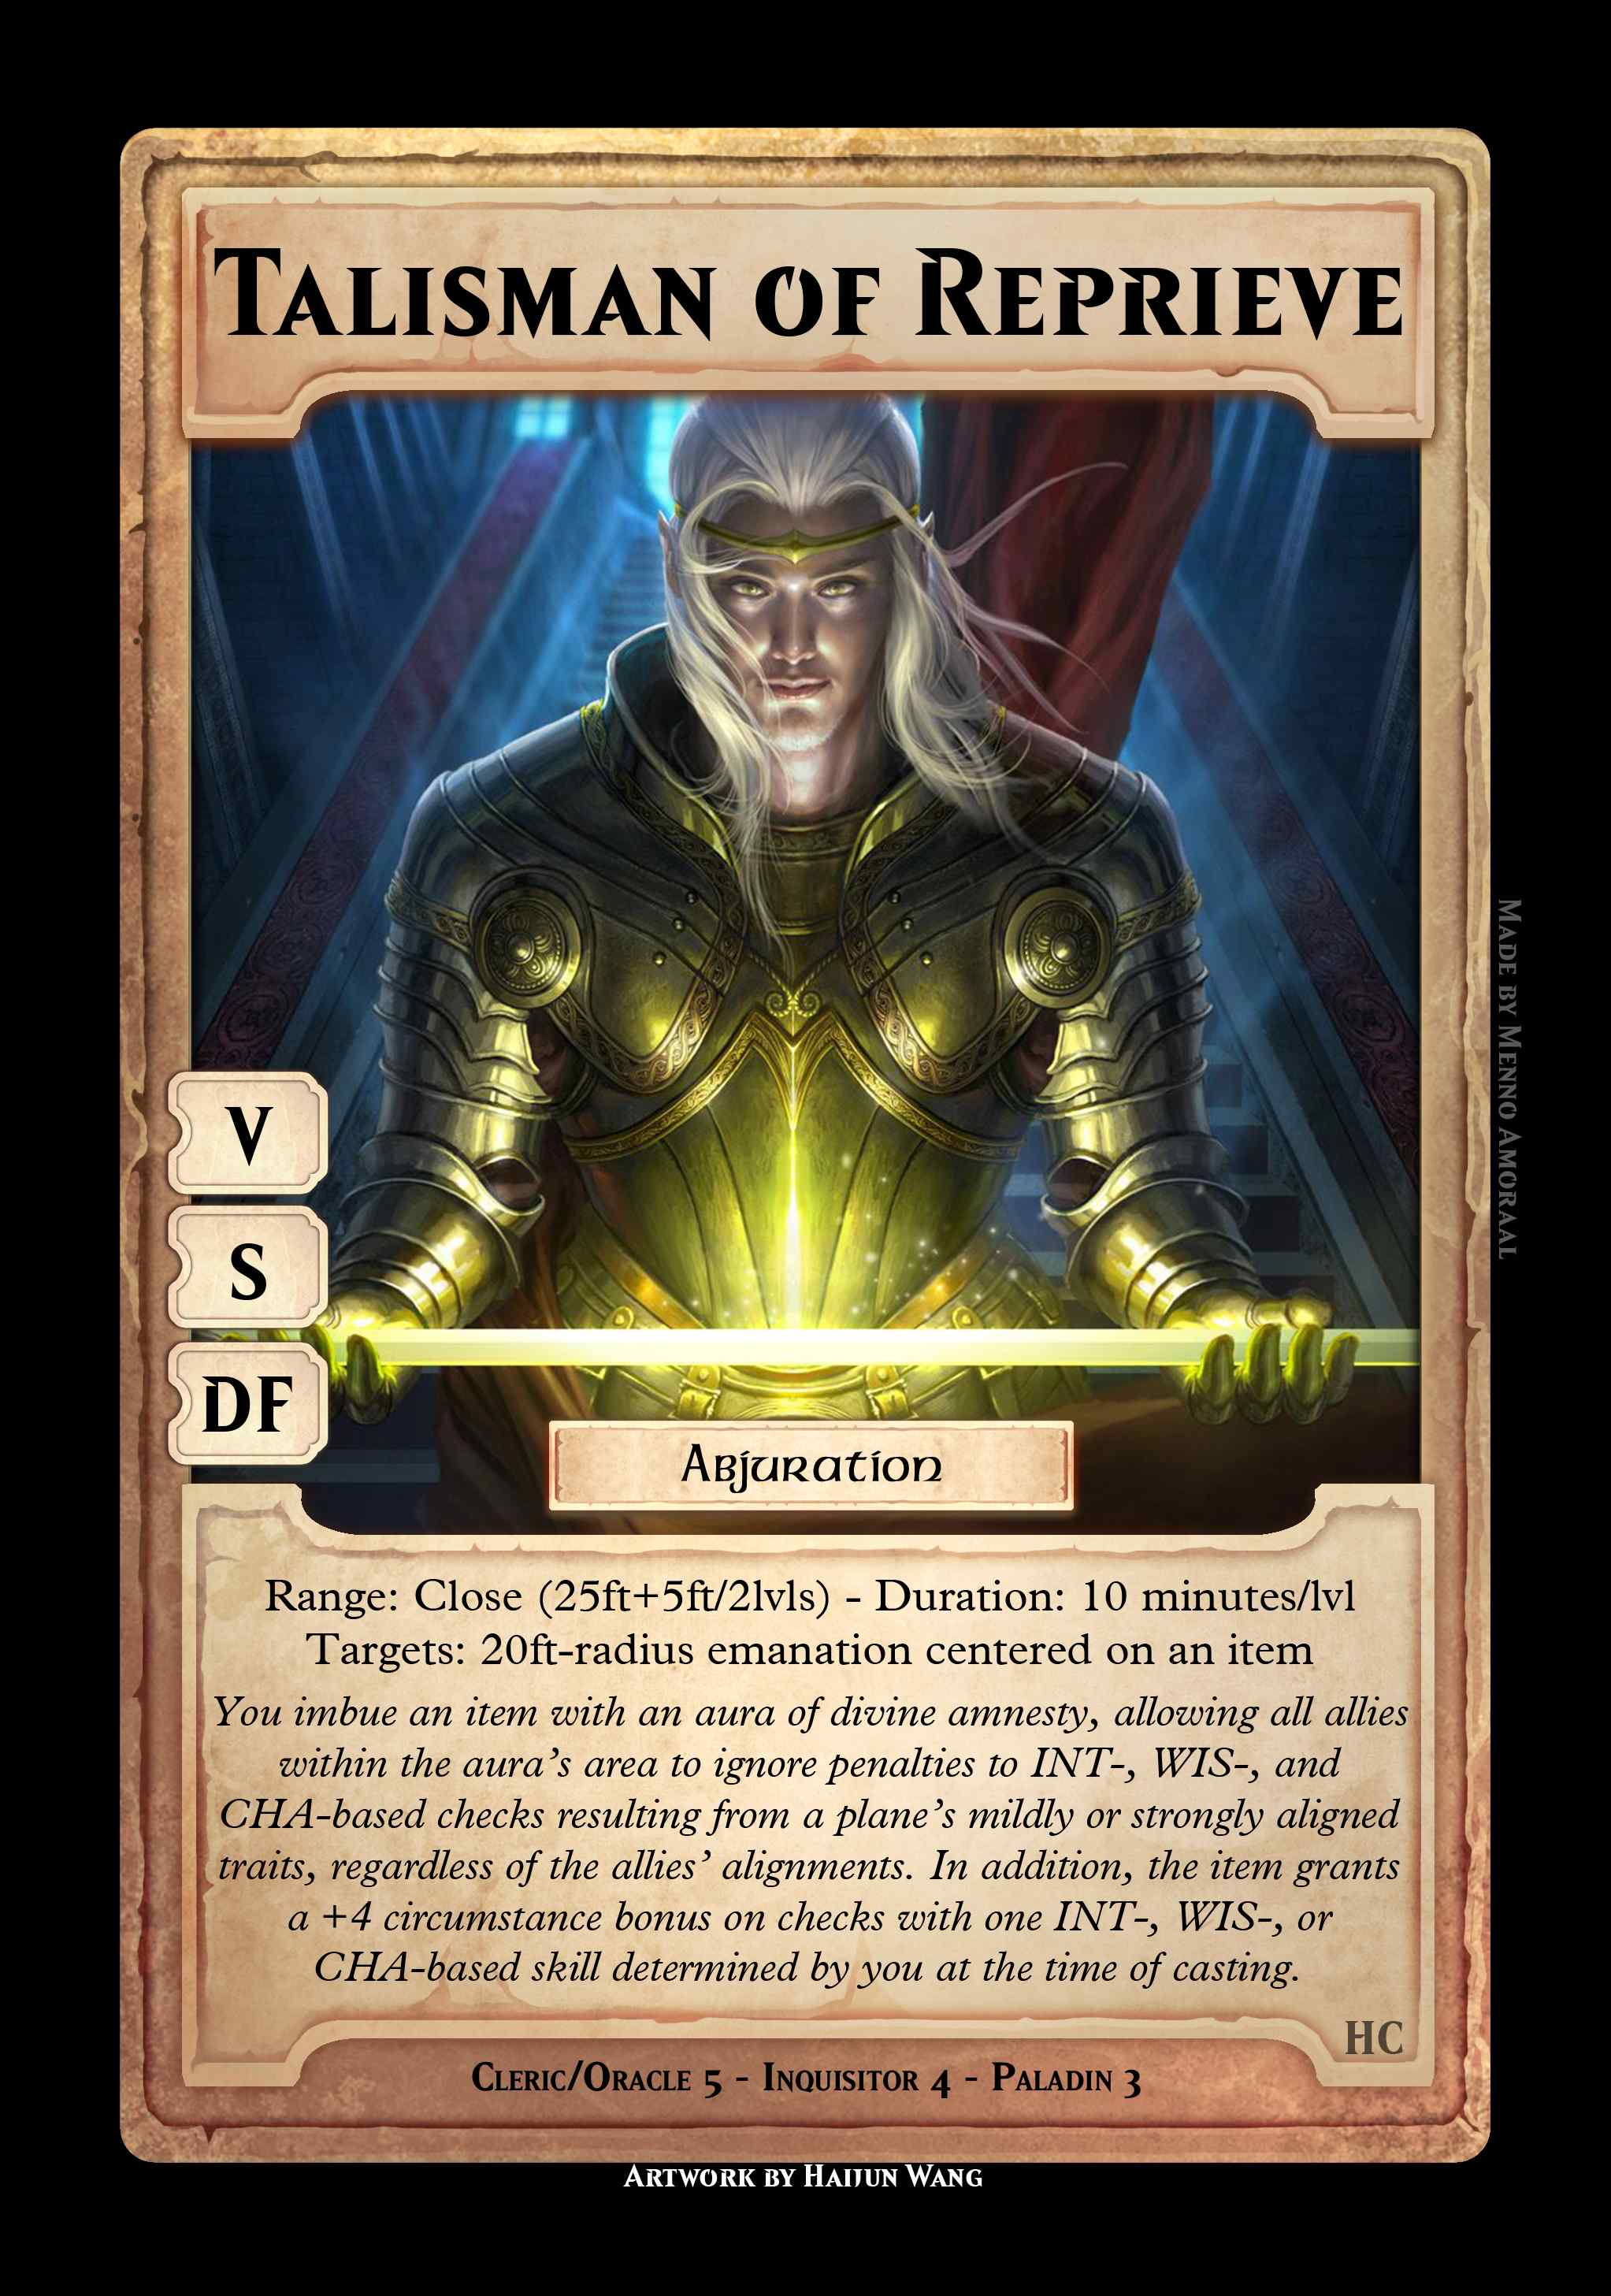 Talisman of Reprieve
V
S
DF
Abjuration
Range: Close (25ft+5ft/2lvls) - Duration: 10 minutes/lvl
Targets: 20ft-radius emanation centered on an item
You imbue an item with an aura of divine amnesty, allowing all allies
within the aura's area to ignore penalties to INT-, WIS-, and
CHA-based checks resulting from a plane's mildly or strongly aligned
traits, regardless of the allies' alignments. In addition, the item grants
a +4 circumstance bonus on checks with one INT-, WIS-, or
CHA-based skill determined by you at the time of casting.
HC
Cleric/Oracle 5 - Inquisitor 4 - Paladin 3
Artwork by Haijun Wang
Made by Menno Amoraal